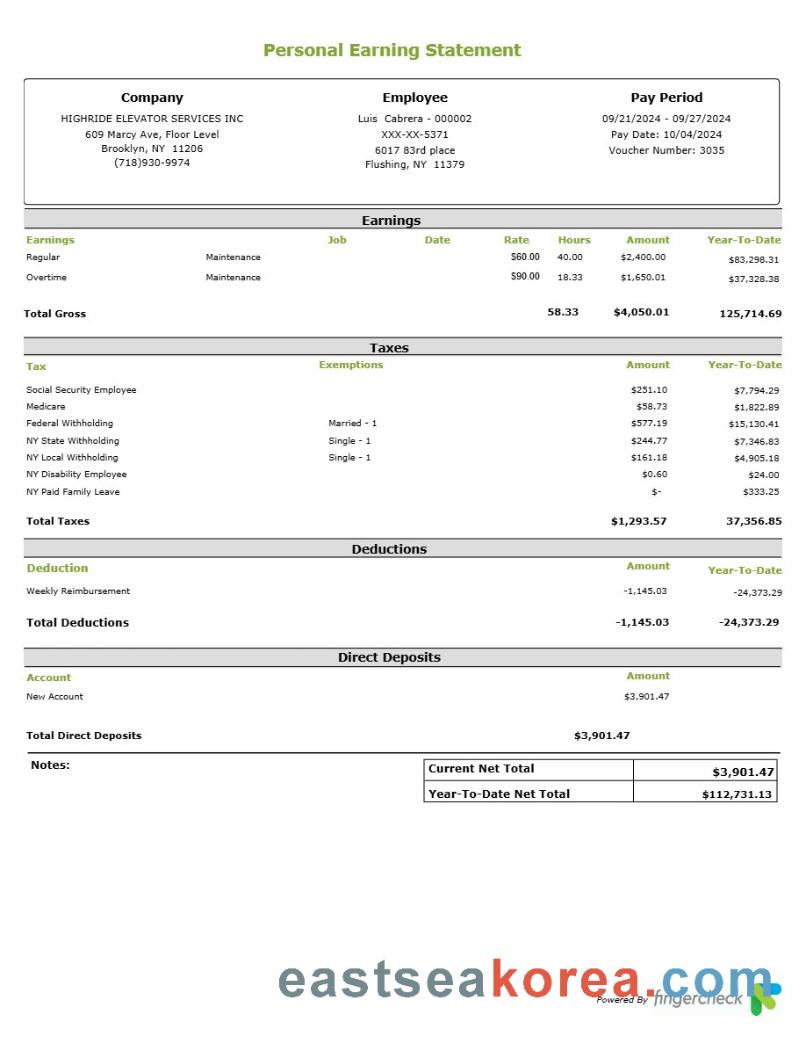 Personal Earning Statement
Company Employee Pay Period
HIGHRIDE ELEVATOR SERVICES INC Luis Cabrera - 000002 09/21/2024 - 09/27/2024
609 Marcy Ave, Floor Level XXX-XX-5371 Pay Date: 10/04/2024
Brooklyn, NY 11206 6017 83rd place Voucher Number: 3035
(718)930-9974 Flushing, NY 11379
Earnings
Earnings Job Date Rate Hours Amount Year-To-Date
Regular Maintenance $60.00 40.00 $2,400.00 $83,298.31
Overtime Maintenance $90.00 18.33 $1,650.01 $37,328.38
Total Gross 58.33 $4,050.01 125,714.69
Taxes
Tax Exemptions Amount Year-To-Date
Social Security Employee $251.10 $7,794.29
Medicare $58.73 $1,822.89
Federal Withholding Married - 1 $577.19 $15,130.41
NY State Withholding Single - 1 $244.77 $7,346.83
NY Local Withholding Single - 1 $161.18 $4,905.18
NY Disability Employee $0.60 $24.00
NY Paid Family Leave $- $333.25
Total Taxes $1,293.57 37,356.85
Deductions
Deduction Amount Year-To-Date
Weekly Reimbursement -1,145.03 -24,373.29
Total Deductions -1,145.03 -24,373.29
Direct Deposits
Account Amount
New Account $3,901.47
Total Direct Deposits $3,901.47
Notes:
Current Net Total $3,901.47
Year-To-Date Net Total $112,731.13
eastseakorea.com
Powered By fingercheck